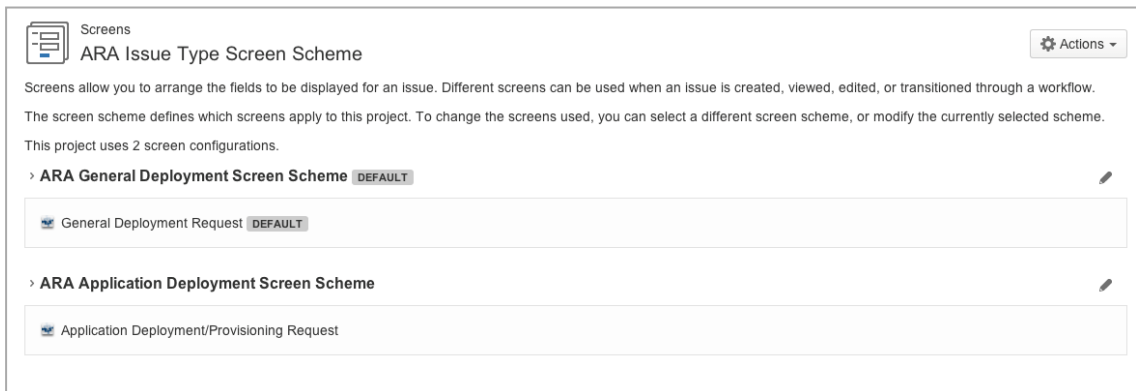 Screens
ARA Issue Type Screen Scheme
Actions
Screens allow you to arrange the fields to be displayed for an issue. Different screens can be used when an issue is created, viewed, edited, or transitioned through a workflow.
The screen scheme defines which screens apply to this project. To change the screens used, you can select a different screen scheme, or modify the currently selected scheme.
This project uses 2 screen configurations.
ARA General Deployment Screen Scheme DEFAULT
General Deployment Request DEFAULT
ARA Application Deployment Screen Scheme
Application Deployment/Provisioning Request